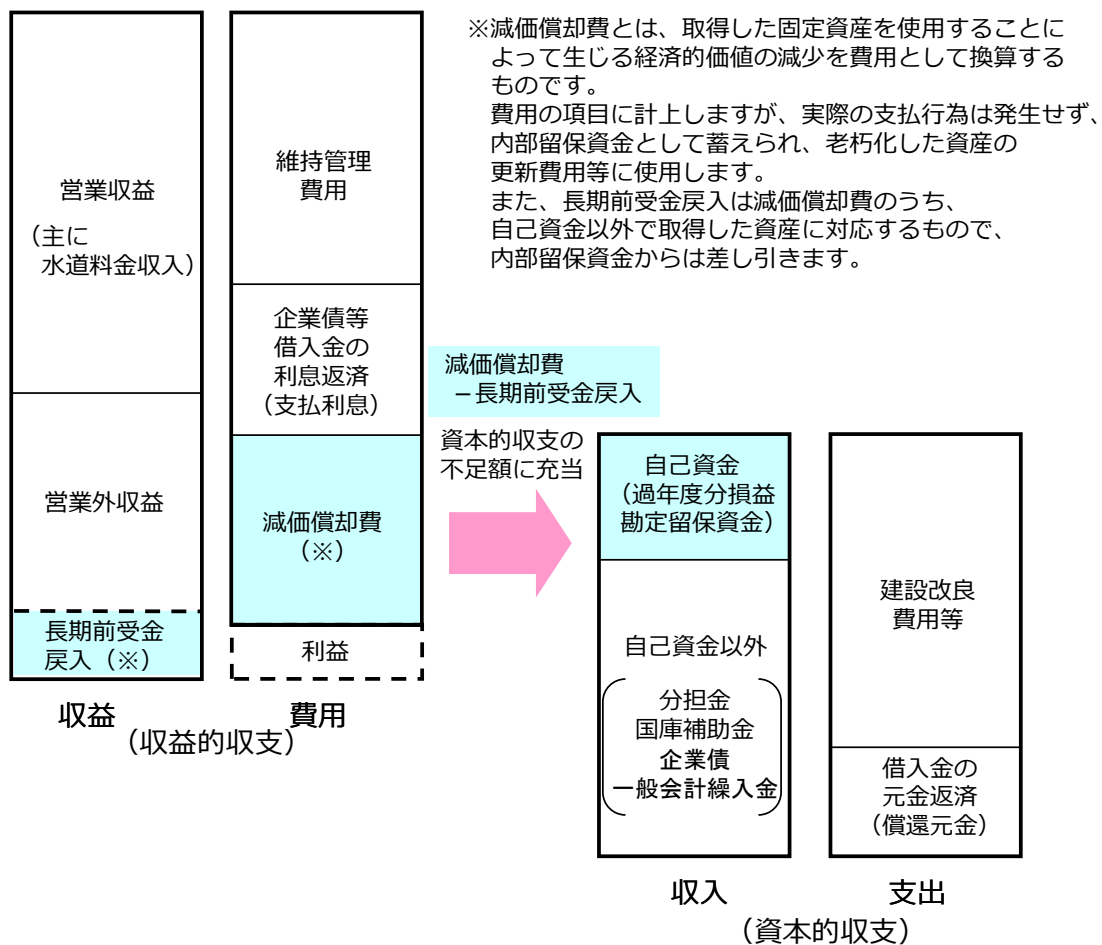 ※減価償却費とは、取得した固定資産を使用することに
よって生じる経済的価値の減少を費用として換算する
ものです。
費用の項目に計上しますが、実際の支払行為は発生せず、
内部留保資金として蓄えられ、老朽化した資産の
更新費用等に使用します。
また、長期前受金戻入は減価償却費のうち、
自己資金以外で取得した資産に対応するもので、
内部留保資金からは差し引きます。
営業収益
（主に
水道料金収入）
営業外収益
長期前受金
戻入（※）
収益
維持管理
費用
企業債等
借入金の
利息返済
（支払利息）
減価償却費
（※）
利益
費用
（収益的収支）
減価償却費
－長期前受金戻入
資本的収支の
不足額に充当
自己資金
（過年度分損益
勘定留保資金）
自己資金以外
分担金
国庫補助金
企業債
一般会計繰入金
収入
建設改良
費用等
借入金の
元金返済
（償還元金）
支出
（資本的収支）